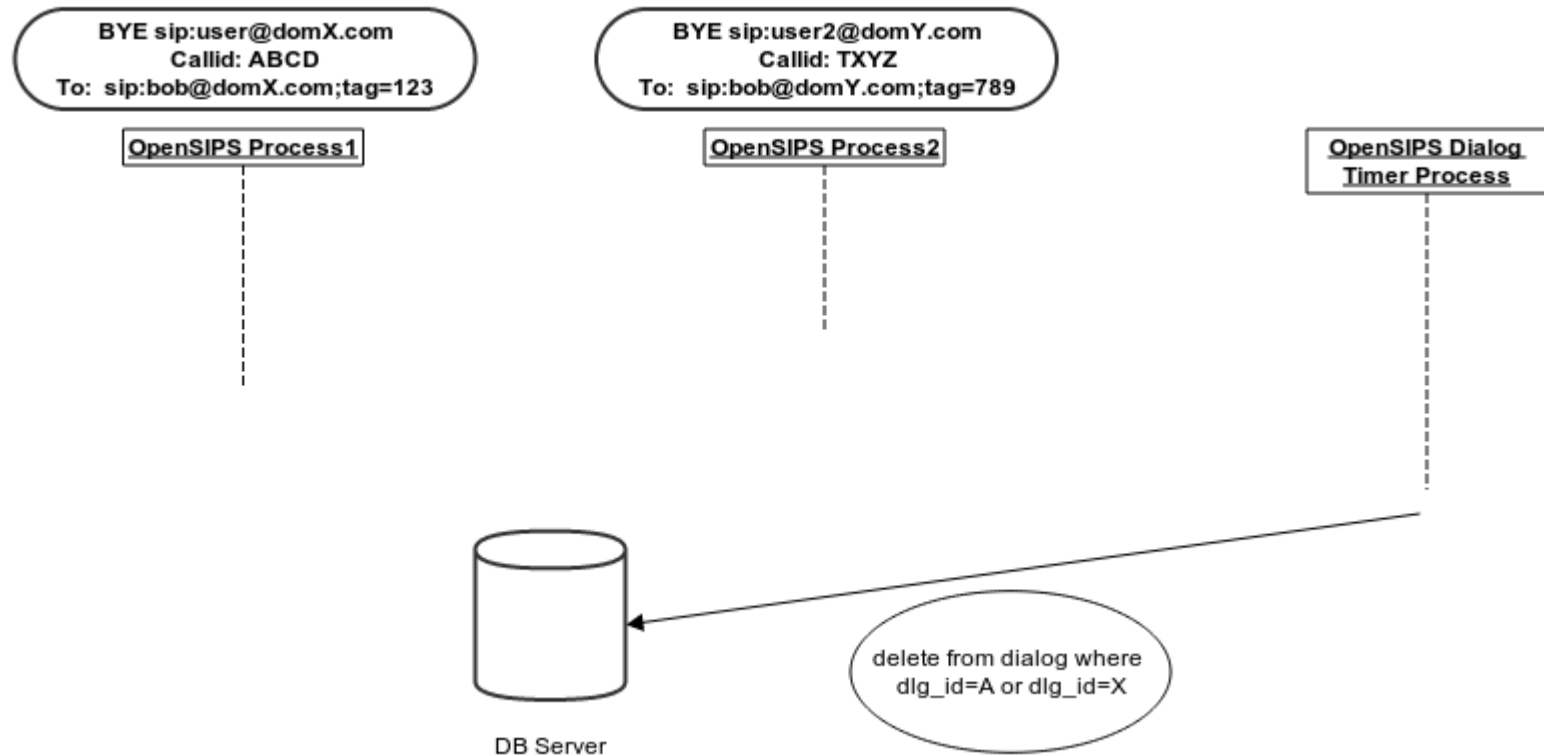 BYE sip:user@domX.com
Callid: ABCD
To: sip:bob@domX.com;tag=123
BYE sip:user2@domY.com
Callid: TXYZ
To: sip:bob@domY.com;tag=789
OpenSIPS Process1
OpenSIPS Process2
OpenSIPS Dialog
Timer Process
delete from dialog where
dlg_id=A or dlg_id=X
DB Server